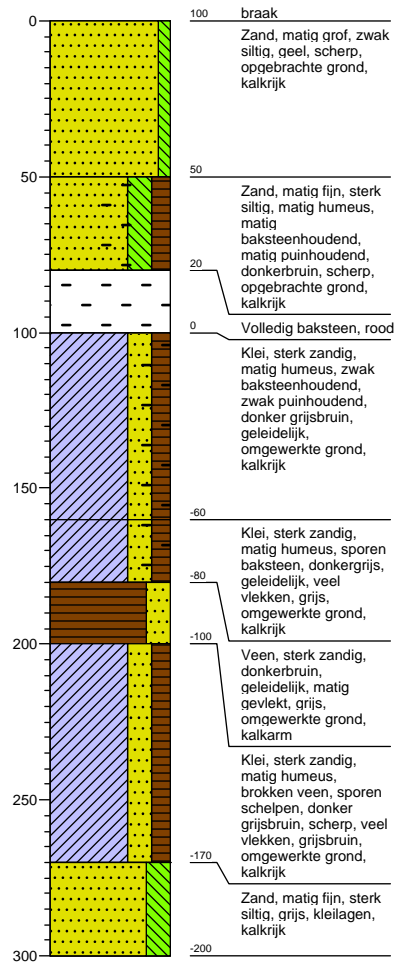 0
100
braak
Zand, matig grof, zwak
siltig, geel, scherp,
opgebrachte grond,
kalkrijk
50
50
Zand, matig fijn, sterk
siltig, matig humeus,
matig
baksteenhoudend,
matig puinhoudend,
donkerbruin, scherp,
opgebrachte grond,
kalkrijk
20
100
0
Volledig baksteen, rood
Klei, sterk zandig,
matig humeus, zwak
baksteenhoudend,
zwak puinhoudend,
donker grijsbruin,
geleidelijk,
omgewerkte grond,
kalkrijk
150
-60
Klei, sterk zandig,
matig humeus, sporen
baksteen, donkergrijs,
geleidelijk, veel
vlekken, grijs,
omgewerkte grond,
kalkrijk
-80
200
-100
Veen, sterk zandig,
donkerbruin,
geleidelijk, matig
gevlekt, grijs,
omgewerkte grond,
kalkarm
Klei, sterk zandig,
matig humeus,
brokken veen, sporen
schelpen, donker
grijsbruin, scherp, veel
vlekken, grijsbruin,
omgewerkte grond,
kalkrijk
250
-170
Zand, matig fijn, sterk
siltig, grijs, kleilagen,
kalkrijk
300
-200